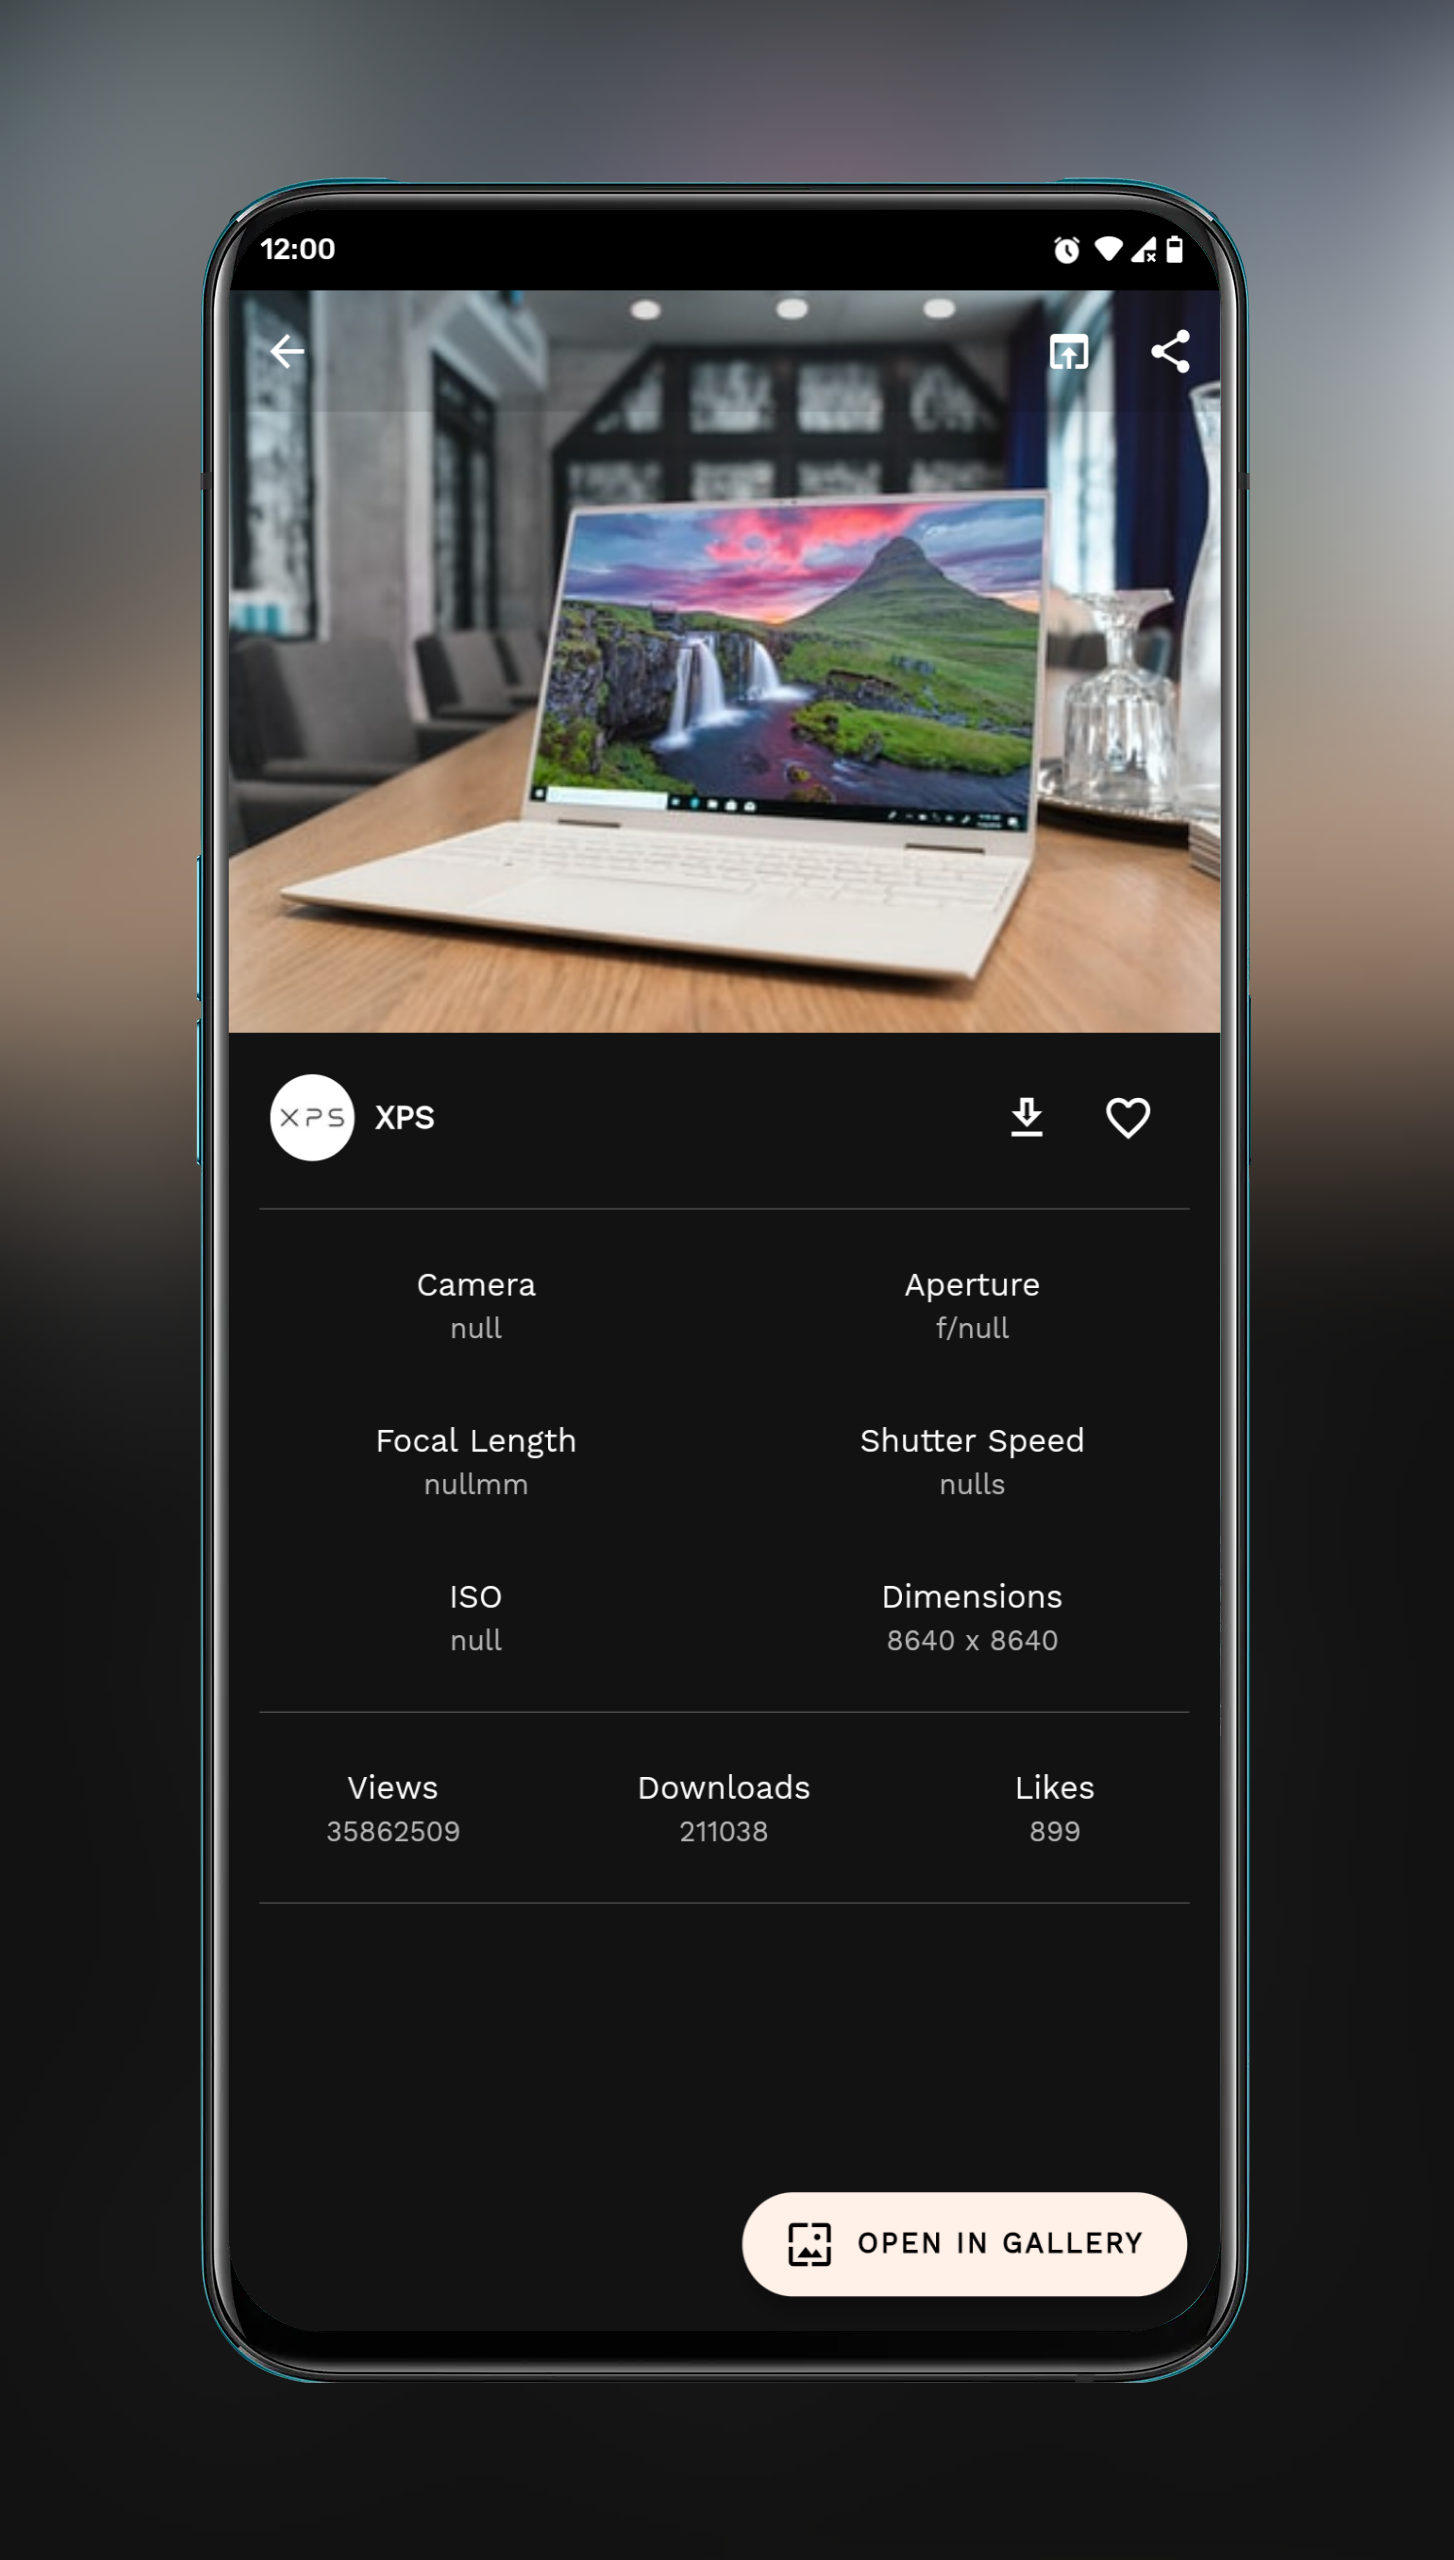 12:00
XPS XPS
Camera Aperture
null f/null
Focal Length Shutter Speed
nullmm nulls
ISO Dimensions
null 8640 x 8640
Views Downloads Likes
35862509 211038 899
OPEN IN GALLERY